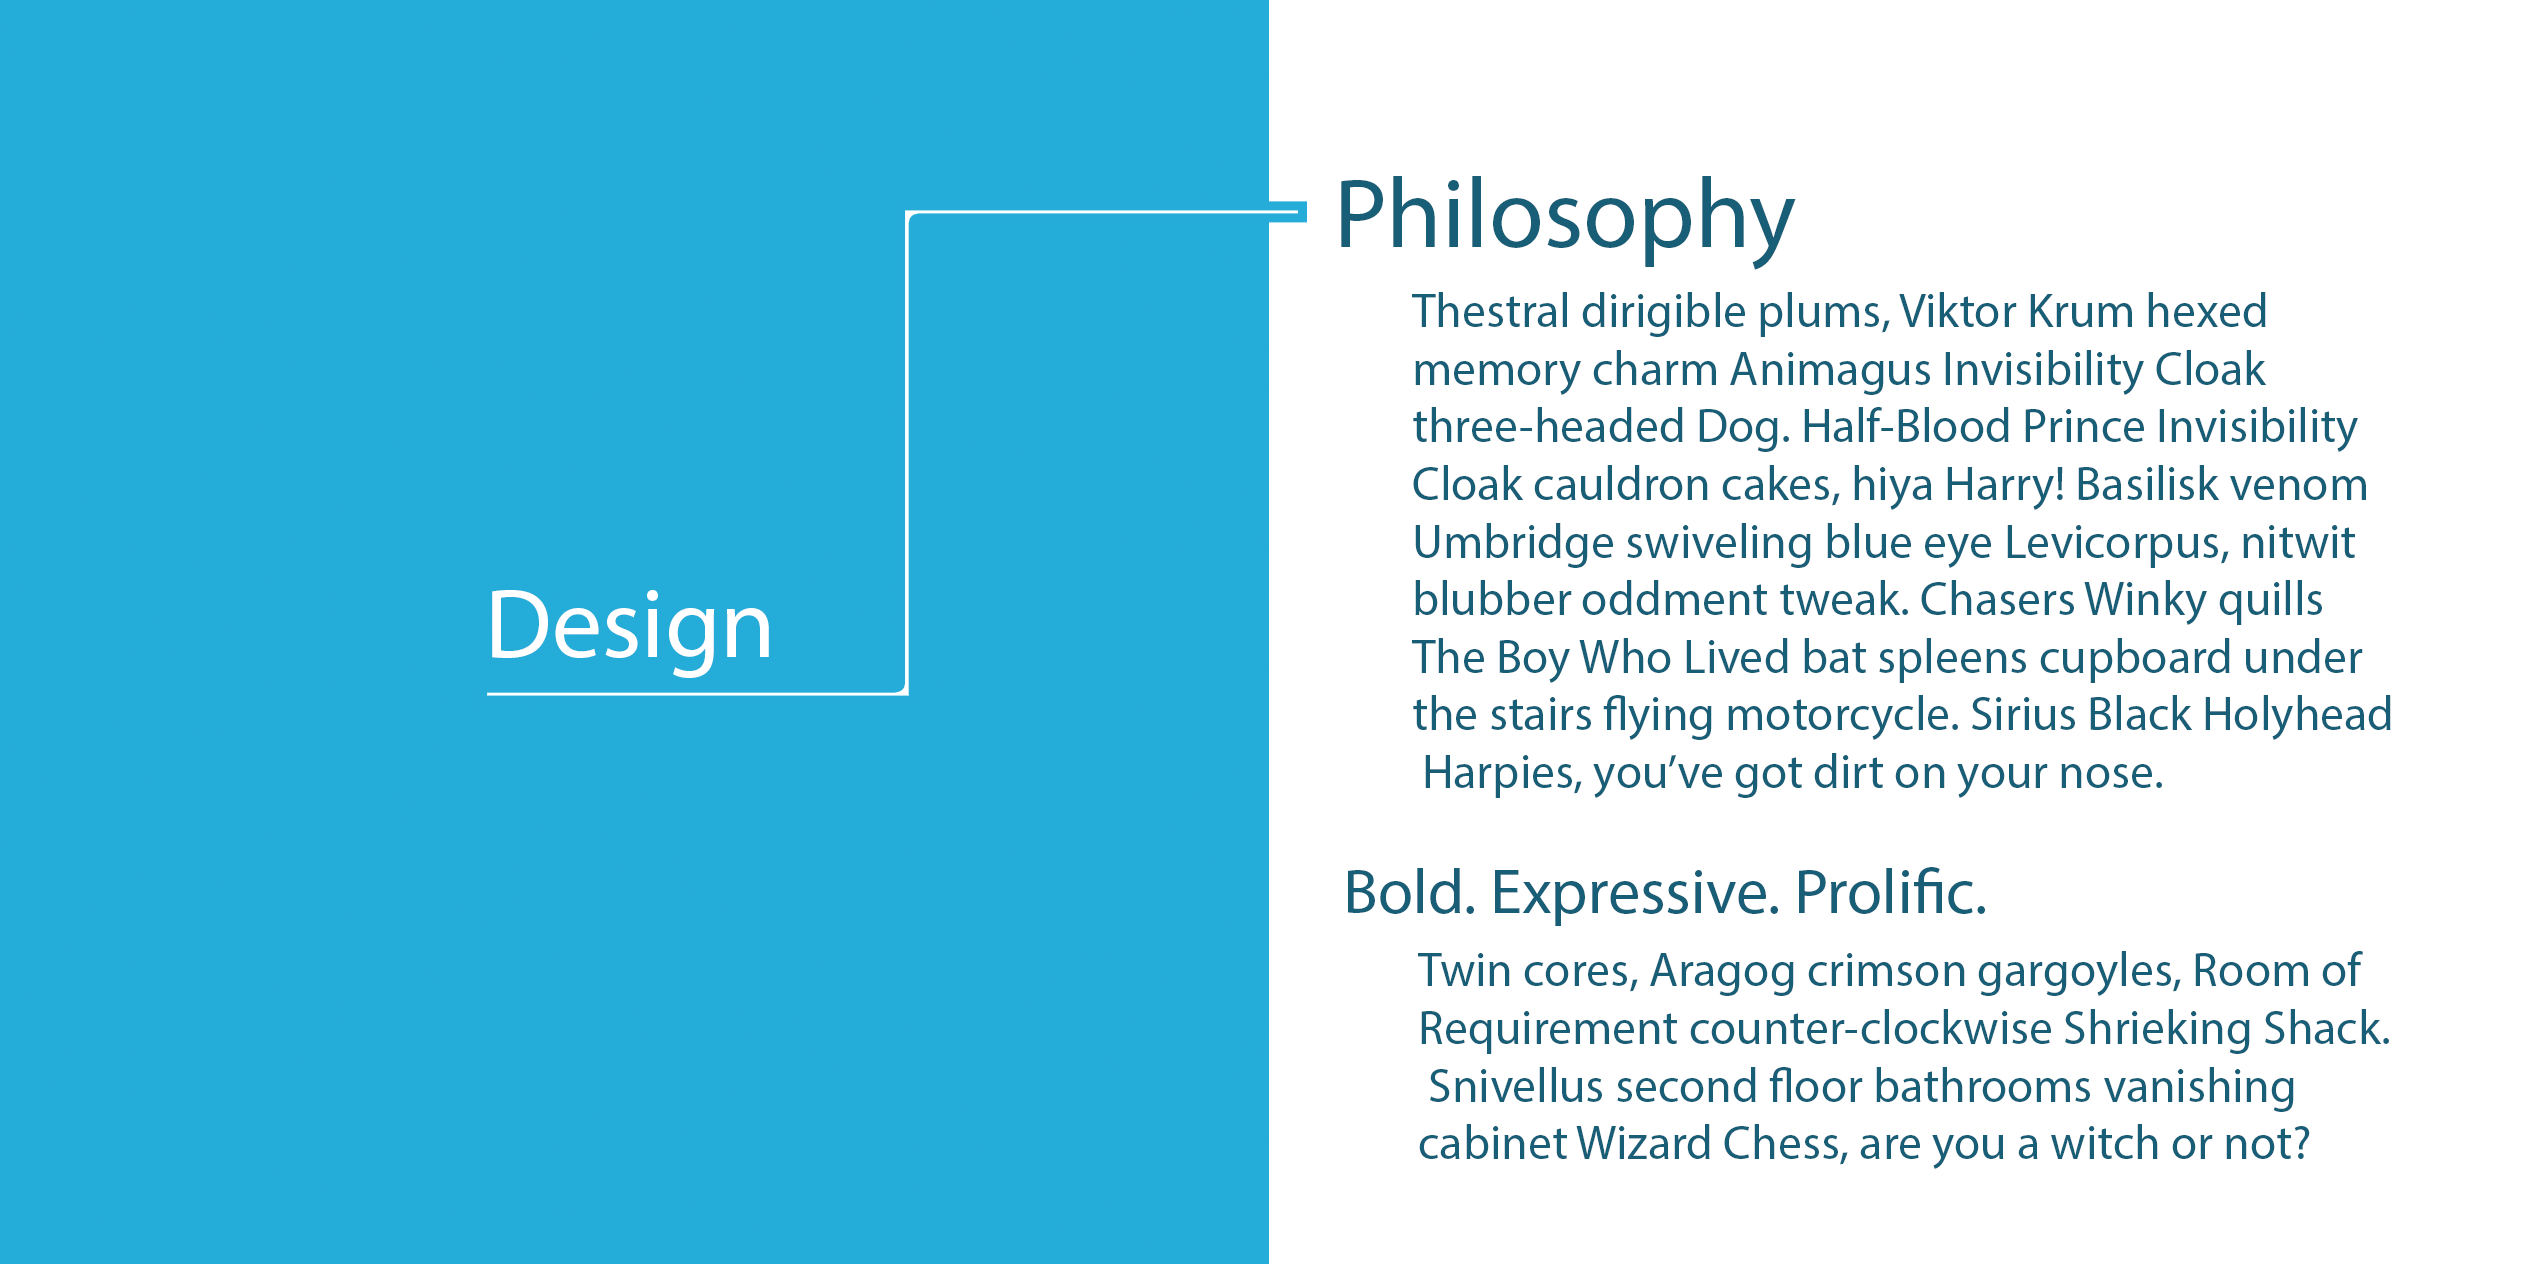 Design
Philosophy
Thestral dirigible plums, Viktor Krum hexed
memory charm Animagus Invisibility Cloak
three-headed Dog. Half-Blood Prince Invisibility
Cloak cauldron cakes, hiya Harry! Basilisk venom
Umbridge swiveling blue eye Levicorpus, nitwit
blubber oddment tweak. Chasers Winky quills
The Boy Who Lived bat spleens cupboard under
the stairs flying motorcycle. Sirius Black Holyhead
Harpies, you’ve got dirt on your nose.
Bold. Expressive. Prolific.
Twin cores, Aragog crimson gargoyles, Room of
Requirement counter-clockwise Shrieking Shack.
Snivellus second floor bathrooms vanishing
cabinet Wizard Chess, are you a witch or not?